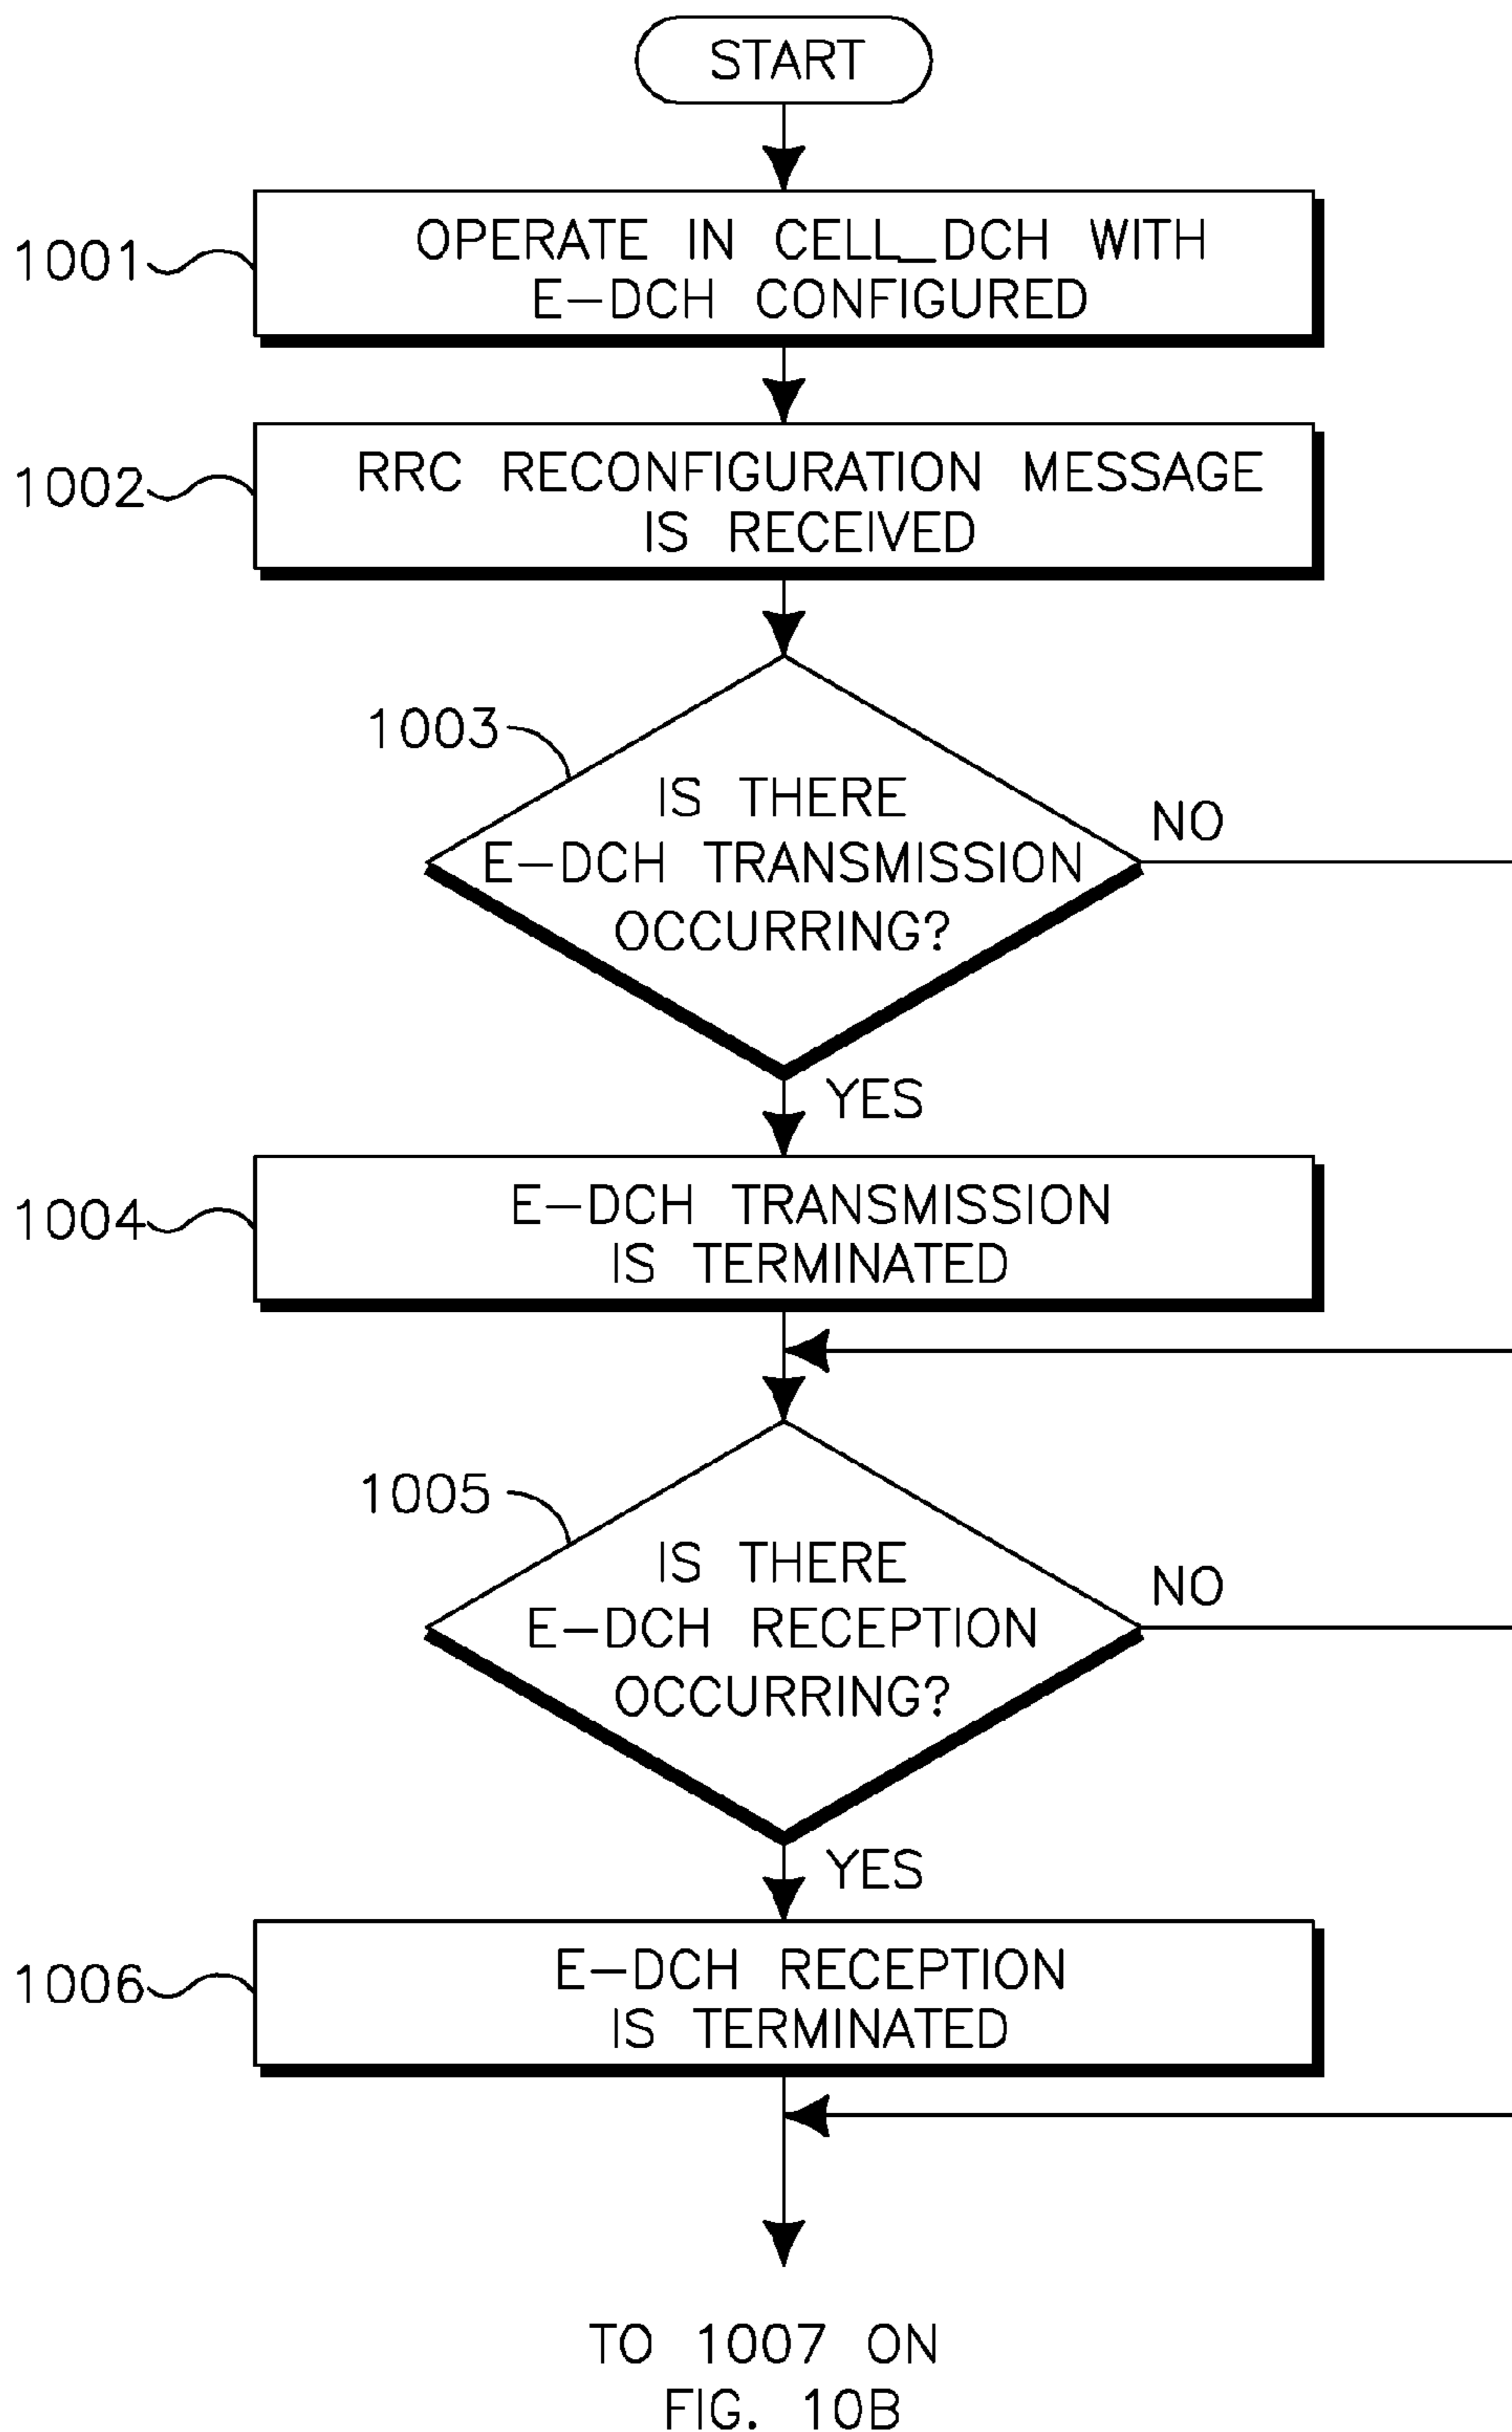 START
1001
OPERATE IN CELL_DCH WITH
E-DCH CONFIGURED
1002
RRC RECONFIGURATION MESSAGE
IS RECEIVED
1003
IS THERE
E-DCH TRANSMISSION
OCCURRING?
NO
YES
1004
E-DCH TRANSMISSION
IS TERMINATED
1005
IS THERE
E-DCH RECEPTION
OCCURRING?
NO
YES
1006
E-DCH RECEPTION
IS TERMINATED
TO 1007 ON
FIG. 10B